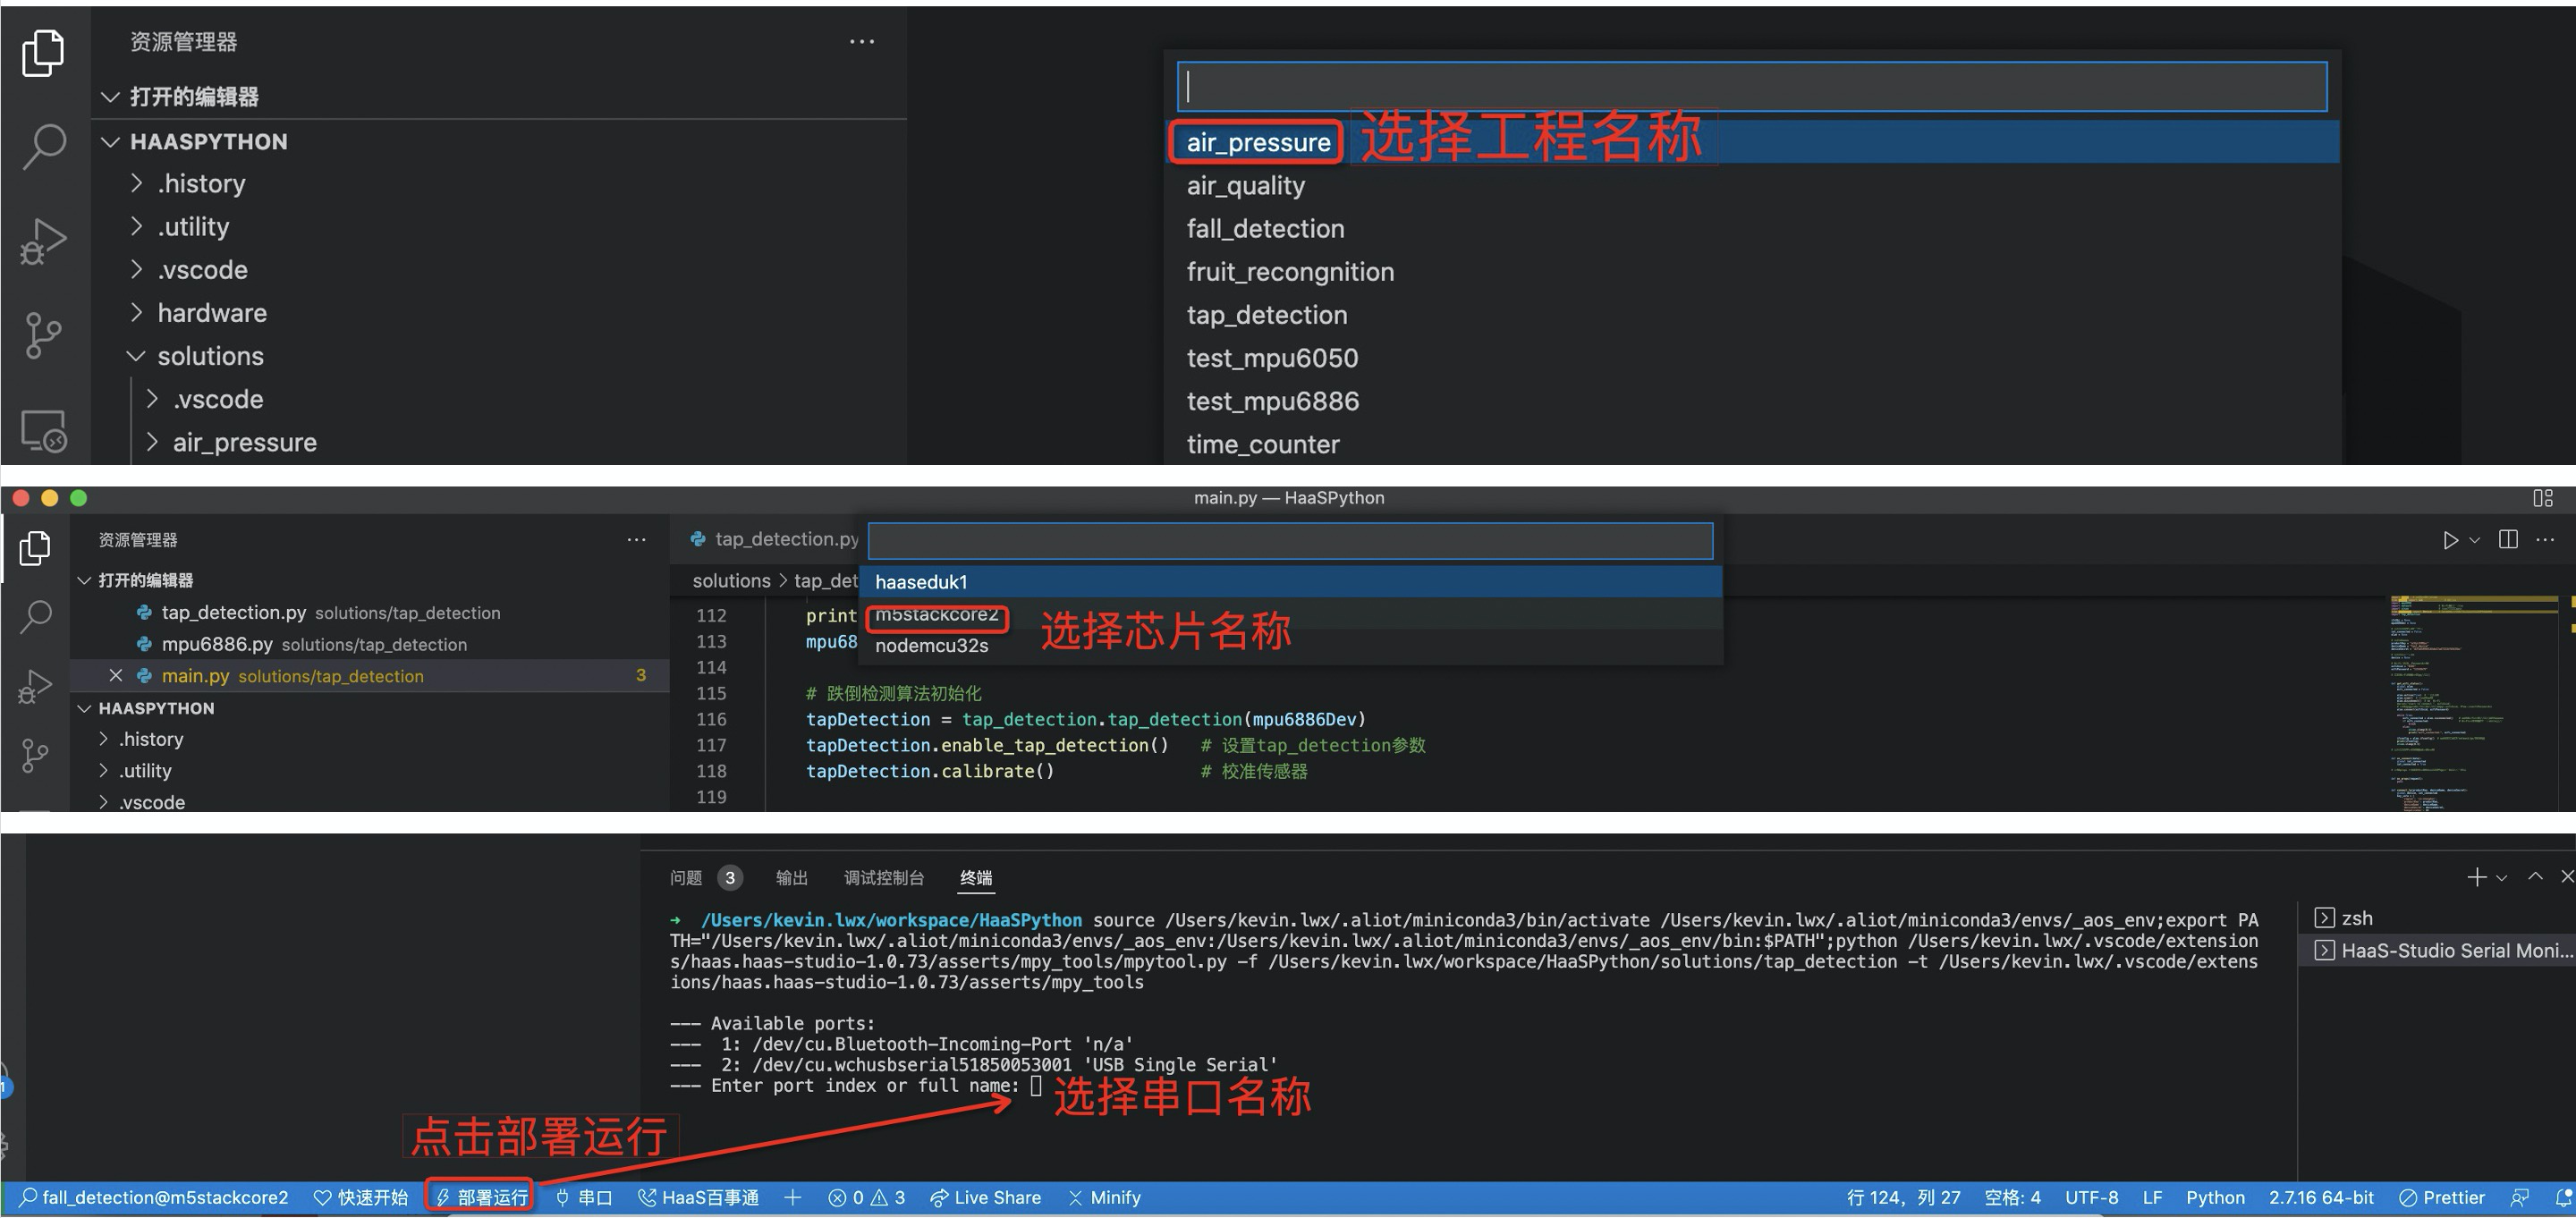 资源管理器
打开的编辑器
HAASPYTHON
.history
.utility
.vscode
hardware
solutions
.vscode
air_pressure
air_pressure 选择工程名称
air_quality
fall_detection
fruit_recongnition
tap_detection
test_mpu6050
test_mpu6886
time_counter
main.py — HaaSPython
资源管理器
打开的编辑器
tap_detection.py solutions/tap_detection
mpu6886.py solutions/tap_detection
main.py solutions/tap_detection 3
HAASPYTHON
.history
.utility
.vscode
tap_detection.py
solutions > tap_det
haaseduk1
m5stackcore2 选择芯片名称
nodemcu32s
112 print
113 mpu68
114
115 # 跌倒检测算法初始化
116 tapDetection = tap_detection.tap_detection(mpu6886Dev)
117 tapDetection.enable_tap_detection() # 设置tap_detection参数
118 tapDetection.calibrate() # 校准传感器
119
问题 3 输出 调试控制台 终端
→ /Users/kevin.lwx/workspace/HaaSPython source /Users/kevin.lwx/.aliot/miniconda3/bin/activate /Users/kevin.lwx/.aliot/miniconda3/envs/_aos_env;export PA
TH="/Users/kevin.lwx/.aliot/miniconda3/envs/_aos_env:/Users/kevin.lwx/.aliot/miniconda3/envs/_aos_env/bin:$PATH";python /Users/kevin.lwx/.vscode/extension
s/haas.haas-studio-1.0.73/asserts/mpy_tools/mpytool.py -f /Users/kevin.lwx/workspace/HaaSPython/solutions/tap_detection -t /Users/kevin.lwx/.vscode/extens
ions/haas.haas-studio-1.0.73/asserts/mpy_tools
--- Available ports:
--- 1: /dev/cu.Bluetooth-Incoming-Port 'n/a'
--- 2: /dev/cu.wchusbserial51850053001 'USB Single Serial'
--- Enter port index or full name: 选择串口名称
zsh
HaaS-Studio Serial Moni...
点击部署运行
1
fall_detection@m5stackcore2 快速开始 部署运行 串口 HaaS百事通 0 3 Live Share Minify 行 124，列 27 空格: 4 UTF-8 LF Python 2.7.16 64-bit Prettier